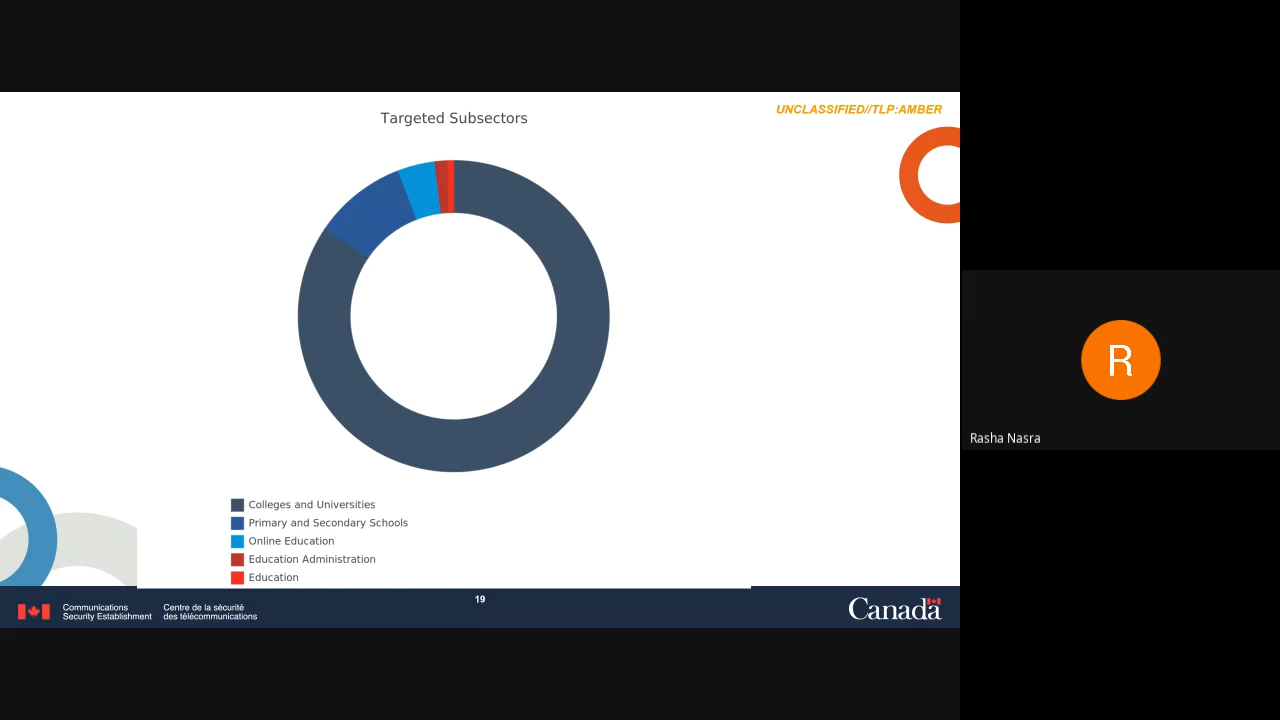 Targeted Subsectors
UNCLASSIFIED//TLP:AMBER
Colleges and Universities
Primary and Secondary Schools
Online Education
Education Administration
Education
Communications
Security Establishment
Centre de la sécurité
des télécommunications
19
Canada
R
Rasha Nasra